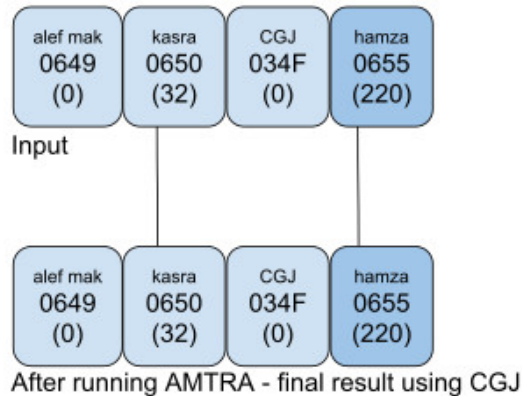 alef mak kasra CGJ hamza
0649 0650 034F 0655
(0) (32) (0) (220)
Input
alef mak kasra CGJ hamza
0649 0650 034F 0655
(0) (32) (0) (220)
After running AMTRA - final result using CGJ